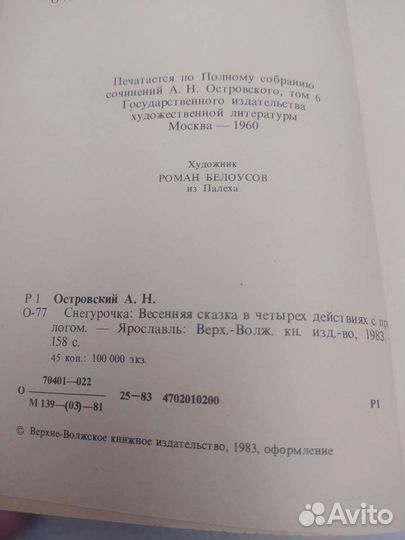 О-
Печатается по Полному собранию
сочинений А. Н. Островского, том 6
Государственного издательства
художественной литературы
Москва — 1960
Художник
РОМАН БЕЛОУСОВ
из Палеха
Р 1 Островский А. Н.
О-77 Снегурочка: Весенняя сказка в четырех действиях с про
логом. — Ярославль: Верх.-Волж. кн. изд-во, 1983.
158 с.
45 коп.: 100 000 экз.
70401—022
О 25—83 4702010200 Р1
М 139—(03)—81
© Верхне-Волжское книжное издательство, 1983, оформление
Avito